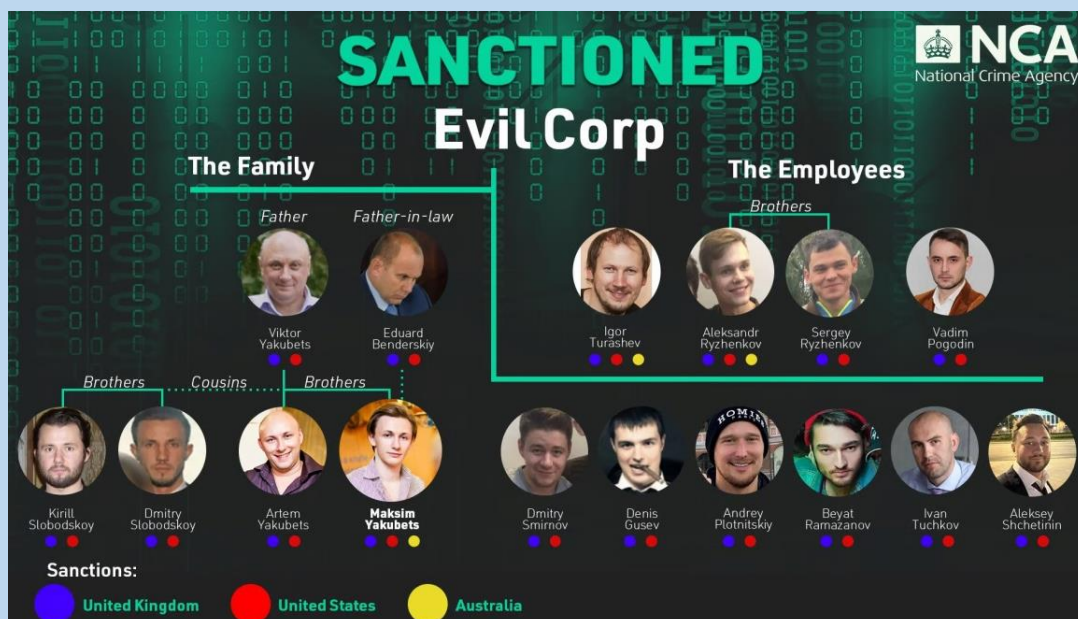 SANCTIONED
Evil Corp
NCA
National Crime Agency
The Family
The Employees
Father
Father-in-law
Brothers
Viktor
Yakubets
Eduard
Benderskiy
Igor
Turashev
Aleksandr
Ryzhenkov
Sergey
Ryzhenkov
Vadim
Pogodin
Brothers
Cousins
Brothers
HOMIES
Kirill
Slobodskoy
Dmitry
Slobodskoy
Artem
Yakubets
Maksim
Yakubets
Dmitry
Smirnov
Denis
Gusev
Andrey
Plotnitskiy
Beyat
Ramazanov
Ivan
Tuchkov
Aleksey
Shchetinin
Sanctions:
United Kingdom
United States
Australia